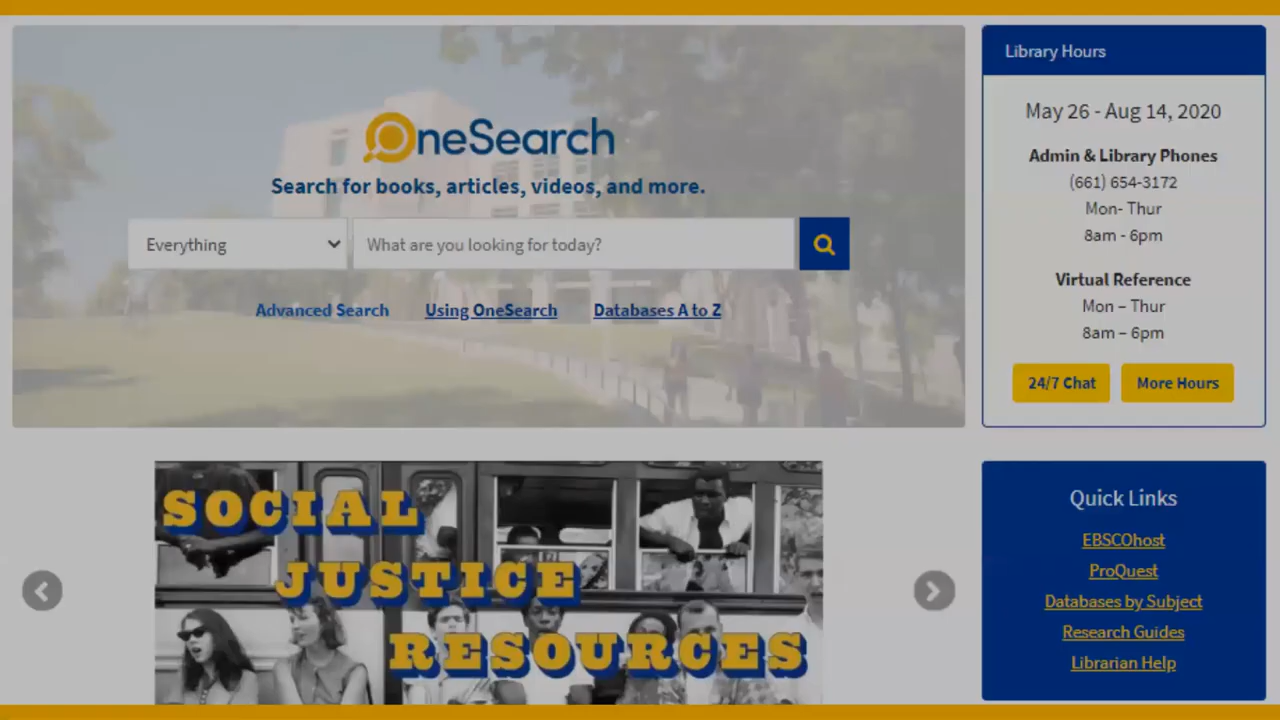 OneSearch
Search for books, articles, videos, and more.
Everything
What are you looking for today?
Advanced Search
Using OneSearch
Databases A to Z
Library Hours
May 26 - Aug 14, 2020
Admin & Library Phones
(661) 654-3172
Mon- Thur
8am - 6pm
Virtual Reference
Mon – Thur
8am – 6pm
24/7 Chat
More Hours
SOCIAL
JUSTICE
RESOURCES
Quick Links
EBSCOhost
ProQuest
Databases by Subject
Research Guides
Librarian Help